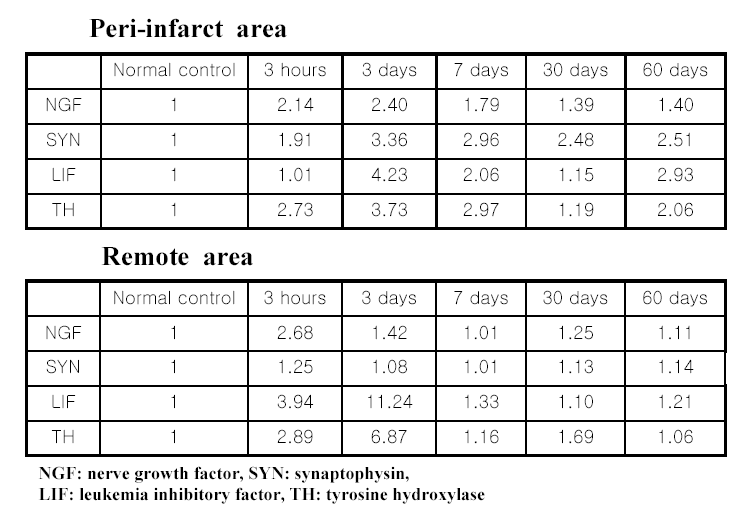 Peri-infarct area
Normal control 3 hours 3 days 7 days 30 days 60 days
NGF 1 2.14 2.40 1.79 1.39 1.40
SYN 1 1.91 3.36 2.96 2.48 2.51
LIF 1 1.01 4.23 2.06 1.15 2.93
TH 1 2.73 3.73 2.97 1.19 2.06
Remote area
Normal control 3 hours 3 days 7 days 30 days 60 days
NGF 1 2.68 1.42 1.01 1.25 1.11
SYN 1 1.25 1.08 1.01 1.13 1.14
LIF 1 3.94 11.24 1.33 1.10 1.21
TH 1 2.89 6.87 1.16 1.69 1.06
NGF: nerve growth factor, SYN: synaptophysin,
LIF: leukemia inhibitory factor, TH: tyrosine hydroxylase